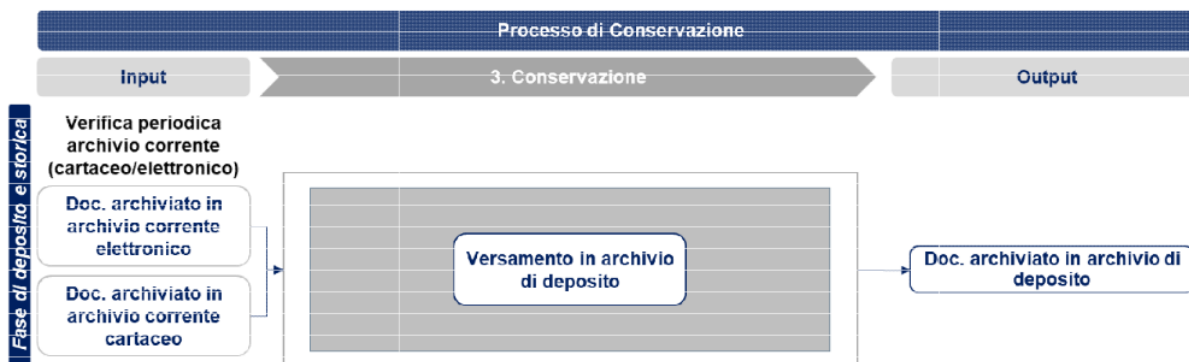 Processo di Conservazione
Input
3. Conservazione
Output
Fase di deposito e storica
Verifica periodica
archivio corrente
(cartaceo/elettronico)
Doc. archiviato in
archivio corrente
elettronico
Doc. archiviato in
archivio corrente
cartaceo
Versamento in archivio
di deposito
Doc. archiviato in archivio di
deposito